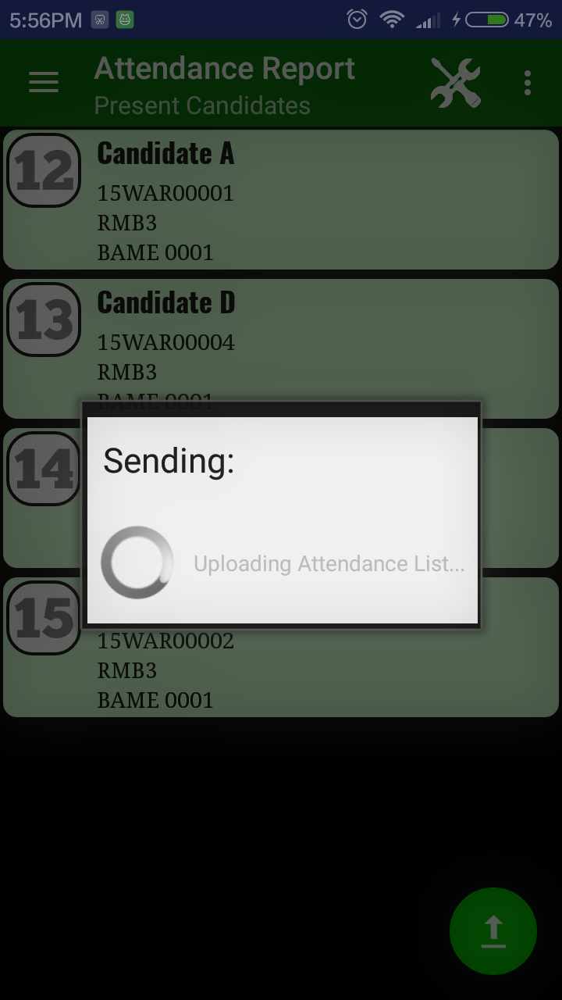 5:56PM
47%
Attendance Report
Present Candidates
12
Candidate A
15WAR00001
RMB3
BAME 0001
13
Candidate D
15WAR00004
RMB3
BAME 0001
14
Sending:
Uploading Attendance List...
15
15WAR00002
RMB3
BAME 0001